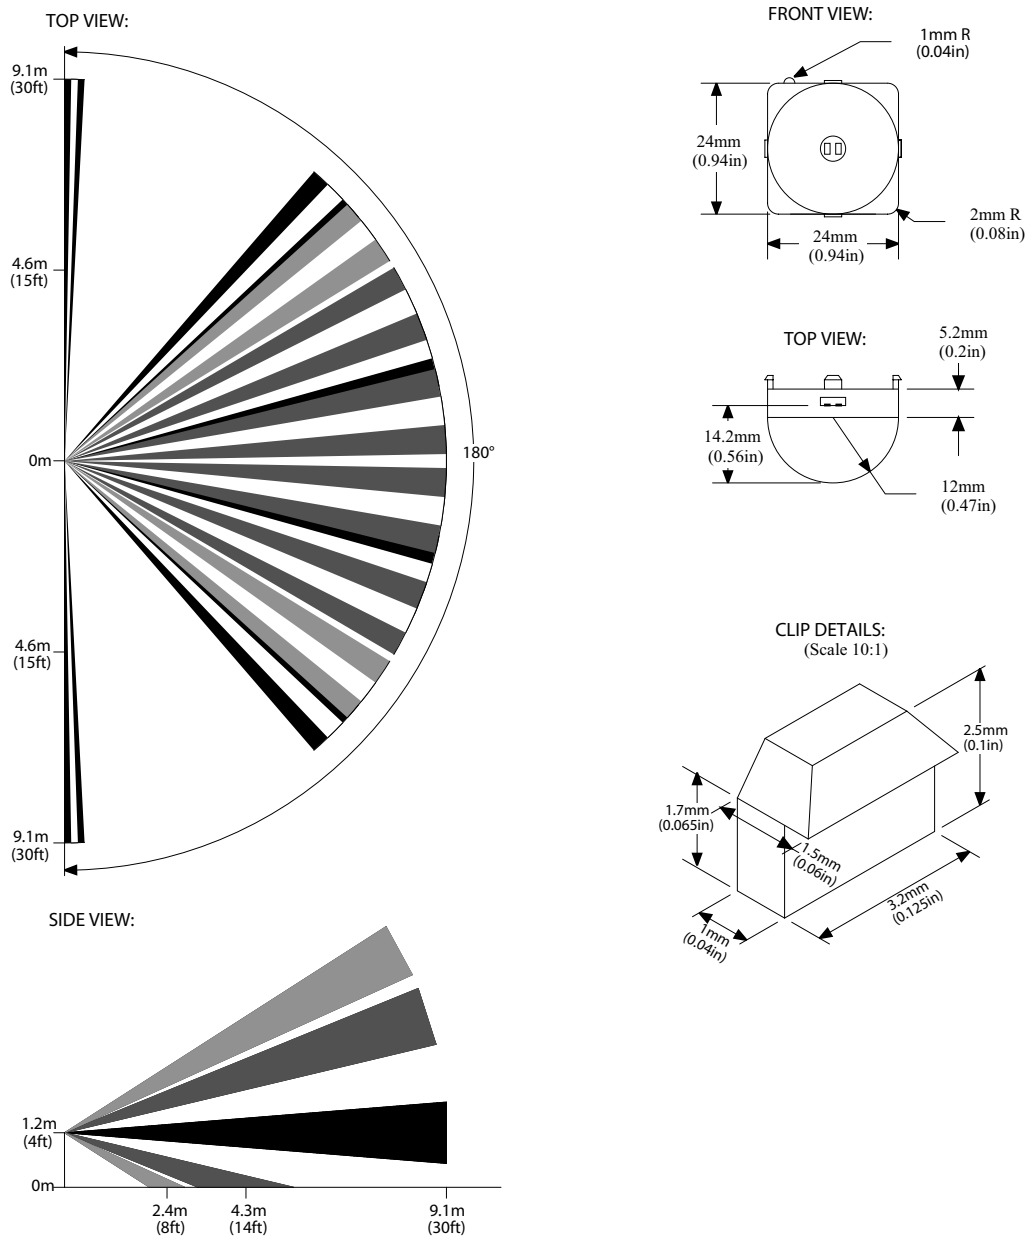 TOP VIEW:
9.1m
(30ft)
4.6m
(15ft)
0m
180°
4.6m
(15ft)
9.1m
(30ft)
SIDE VIEW:
1.2m
(4ft)
0m
2.4m
(8ft)
4.3m
(14ft)
9.1m
(30ft)
FRONT VIEW:
1mm R
(0.04in)
24mm
(0.94in)
2mm R
(0.08in)
24mm
(0.94in)
TOP VIEW:
5.2mm
(0.2in)
14.2mm
(0.56in)
12mm
(0.47in)
CLIP DETAILS:
(Scale 10:1)
2.5mm
(0.1in)
1.7mm
(0.065in)
1.5mm
(0.06in)
3.2mm
(0.125in)
1mm
(0.04in)